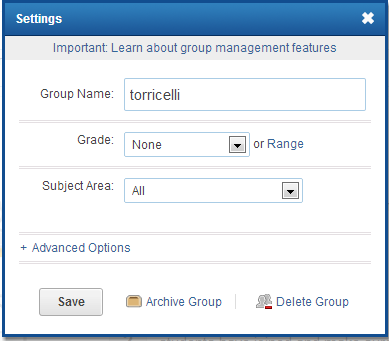 Settings
Important: Learn about group management features
Group Name: torricelli
Grade: None or Range
Subject Area: All
+ Advanced Options
Save Archive Group Delete Group